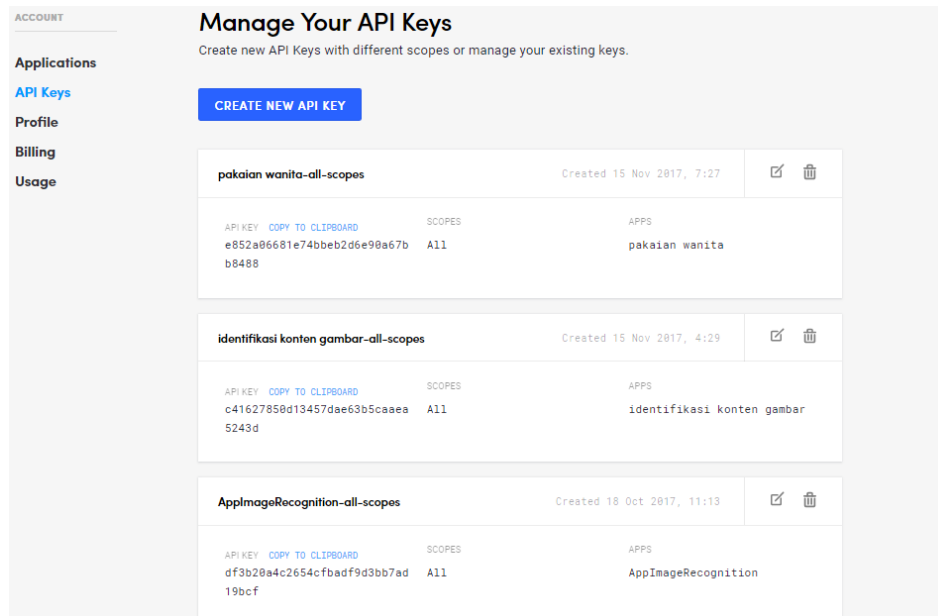 ACCOUNT
Applications
API Keys
Profile
Billing
Usage
Manage Your API Keys
Create new API Keys with different scopes or manage your existing keys.
CREATE NEW API KEY
pakaian wanita-all-scopes
Created 15 Nov 2017, 7:27
API KEY COPY TO CLIPBOARD
SCOPES
APPS
e852a06681e74bbeb2d6e90a67b
All
pakaian wanita
b8488
identifikasi konten gambar-all-scopes
Created 15 Nov 2017, 4:29
API KEY COPY TO CLIPBOARD
SCOPES
APPS
c41627850d13457dae63b5caaea
All
identifikasi konten gambar
5243d
AppImageRecognition-all-scopes
Created 18 Oct 2017, 11:13
API KEY COPY TO CLIPBOARD
SCOPES
APPS
df3b20a4c2654cfbadf9d3bb7ad
All
AppImageRecognition
19bcf